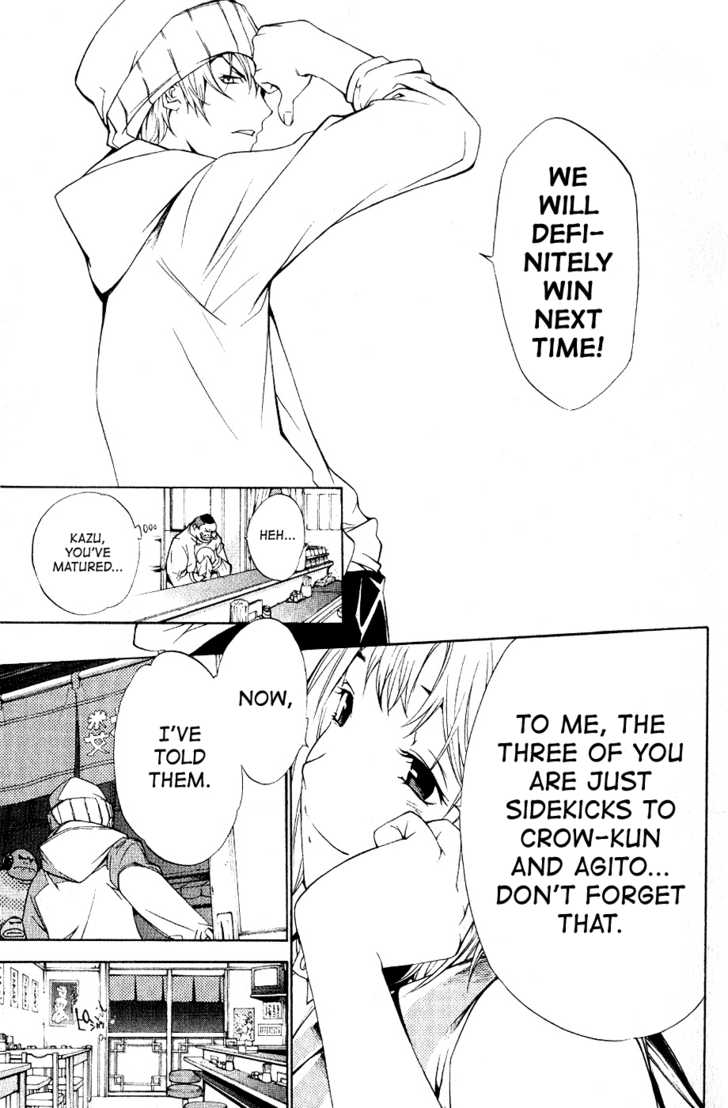 WE
WILL
DEFI-
NITELY
WIN
NEXT
TIME!
HEH...
KAZU,
YOU'VE
MATURED...
TO ME, THE
THREE OF YOU
ARE JUST
SIDEKICKS TO
CROW-KUN
AND AGITO...
DON'T FORGET
THAT.
NOW,
I'VE
TOLD
THEM.